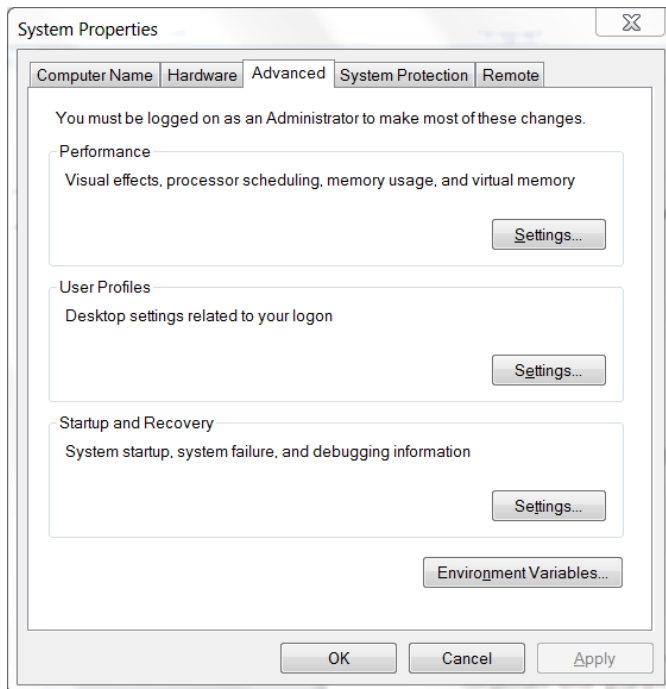 System Properties
Computer Name Hardware Advanced System Protection Remote
You must be logged on as an Administrator to make most of these changes.
Performance
Visual effects, processor scheduling, memory usage, and virtual memory
Settings...
User Profiles
Desktop settings related to your logon
Settings...
Startup and Recovery
System startup, system failure, and debugging information
Settings...
Environment Variables...
OK Cancel Apply